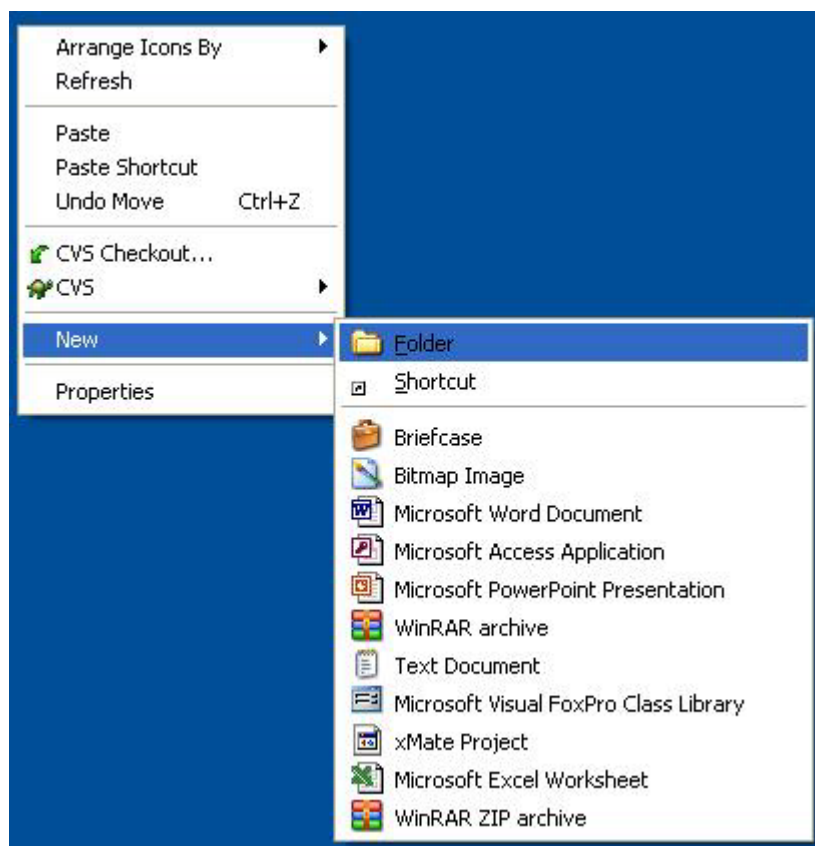 Arrange Icons By
Refresh
Paste
Paste Shortcut
Undo Move Ctrl+Z
CVS Checkout...
CVS
New
Properties
Folder
Shortcut
Briefcase
Bitmap Image
Microsoft Word Document
Microsoft Access Application
Microsoft PowerPoint Presentation
WinRAR archive
Text Document
Microsoft Visual FoxPro Class Library
xMate Project
Microsoft Excel Worksheet
WinRAR ZIP archive